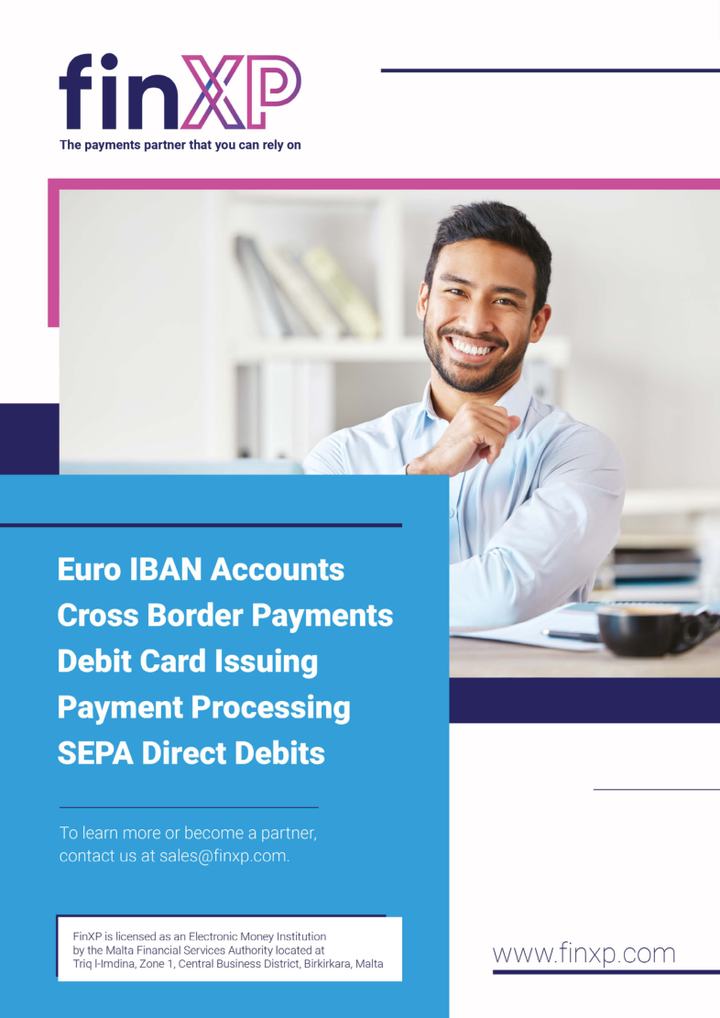 finXP
The payments partner that you can rely on
Euro IBAN Accounts
Cross Border Payments
Debit Card Issuing
Payment Processing
SEPA Direct Debits
To learn more or become a partner,
contact us at sales@finxp.com.
FinXP is licensed as an Electronic Money Institution
by the Malta Financial Services Authority located at
Triq l-Imdina, Zone 1, Central Business District, Birkirkara, Malta
www.finxp.com